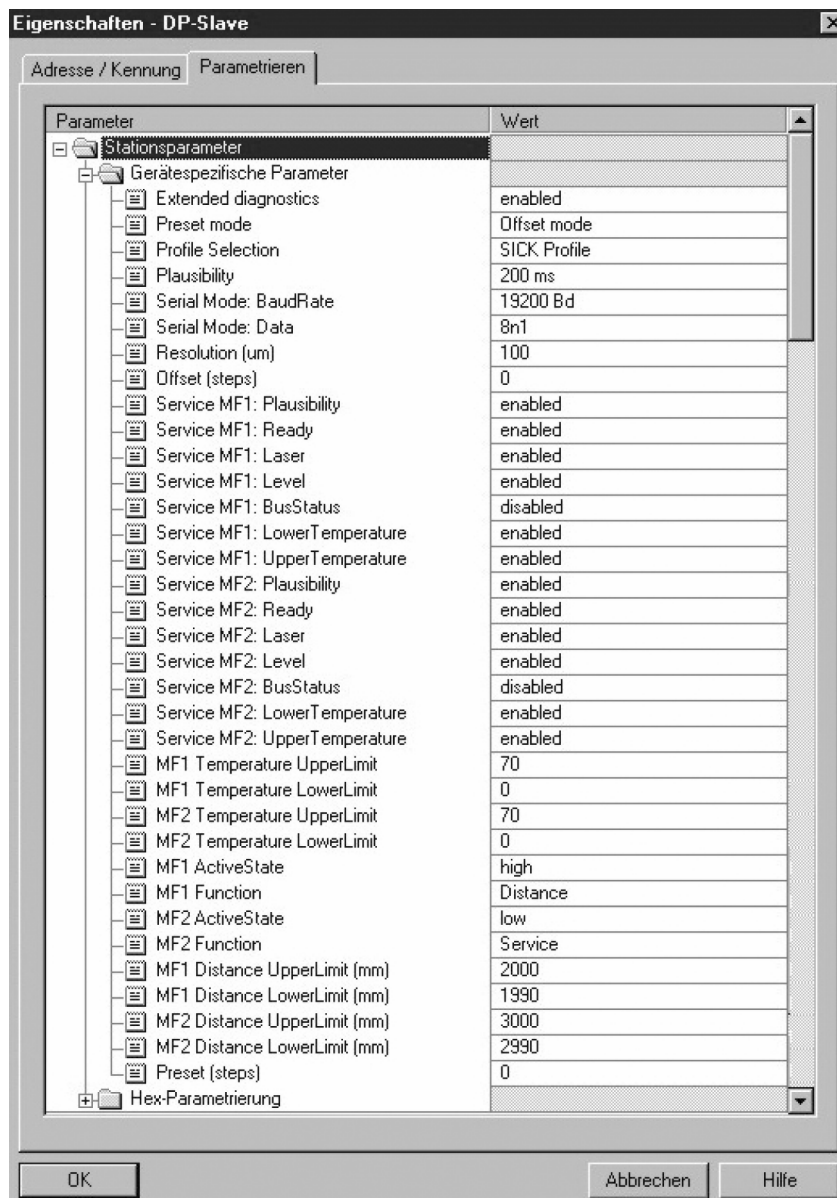 Eigenschaften - DP-Slave
Adresse / Kennung Parametrieren
Parameter Wert
Stationsparameter
Gerätespezifische Parameter
Extended diagnostics enabled
Preset mode Offset mode
Profile Selection SICK Profile
Plausibility 200 ms
Serial Mode: BaudRate 19200 Bd
Serial Mode: Data 8n1
Resolution (um) 100
Offset (steps) 0
Service MF1: Plausibility enabled
Service MF1: Ready enabled
Service MF1: Laser enabled
Service MF1: Level enabled
Service MF1: BusStatus disabled
Service MF1: LowerTemperature enabled
Service MF1: UpperTemperature enabled
Service MF2: Plausibility enabled
Service MF2: Ready enabled
Service MF2: Laser enabled
Service MF2: Level enabled
Service MF2: BusStatus disabled
Service MF2: LowerTemperature enabled
Service MF2: UpperTemperature enabled
MF1 Temperature UpperLimit 70
MF1 Temperature LowerLimit 0
MF2 Temperature UpperLimit 70
MF2 Temperature LowerLimit 0
MF1 ActiveState high
MF1 Function Distance
MF2 ActiveState low
MF2 Function Service
MF1 Distance UpperLimit (mm) 2000
MF1 Distance LowerLimit (mm) 1990
MF2 Distance UpperLimit (mm) 3000
MF2 Distance LowerLimit (mm) 2990
Preset (steps) 0
Hex-Parametrierung
OK Abbrechen Hilfe